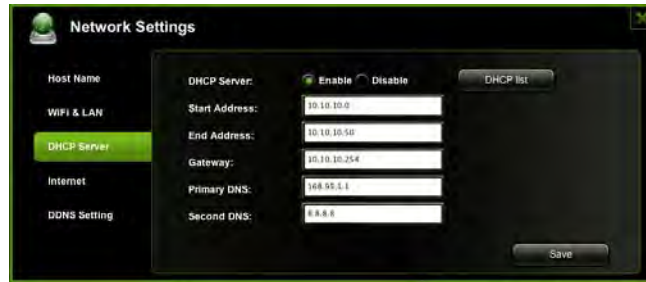 Network Settings
Host Name
WiFi & LAN
DHCP Server
Internet
DDNS Setting
DHCP Server: Enable Disable DHCP list
Start Address: 10.10.10.0
End Address: 10.10.10.50
Gateway: 10.10.10.254
Primary DNS: 168.95.1.1
Second DNS: 8.8.8.8
Save